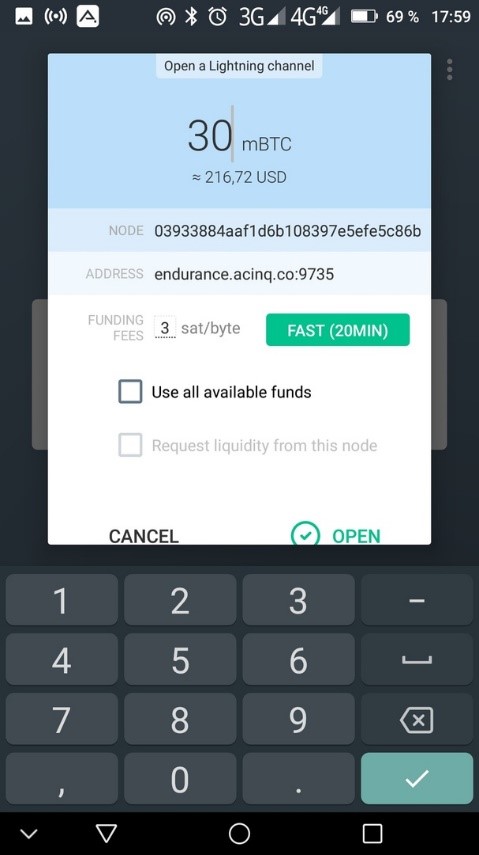 3G 4G 4G 69 % 17:59
Open a Lightning channel
30 mBTC
≈ 216,72 USD
NODE 03933884aaf1d6b108397e5efe5c86b
ADDRESS endurance.acinq.co:9735
FUNDING
FEES 3 sat/byte FAST (20MIN)
Use all available funds
Request liquidity from this node
CANCEL OPEN
1 2 3 –
4 5 6
7 8 9
, 0 .